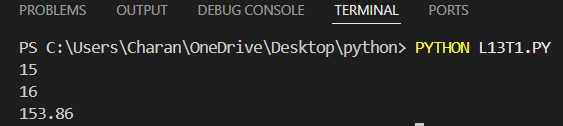 PROBLEMS OUTPUT DEBUG CONSOLE TERMINAL PORTS
PS C:\Users\Charan\OneDrive\Desktop\python> PYTHON L13T1.PY
15
16
153.86